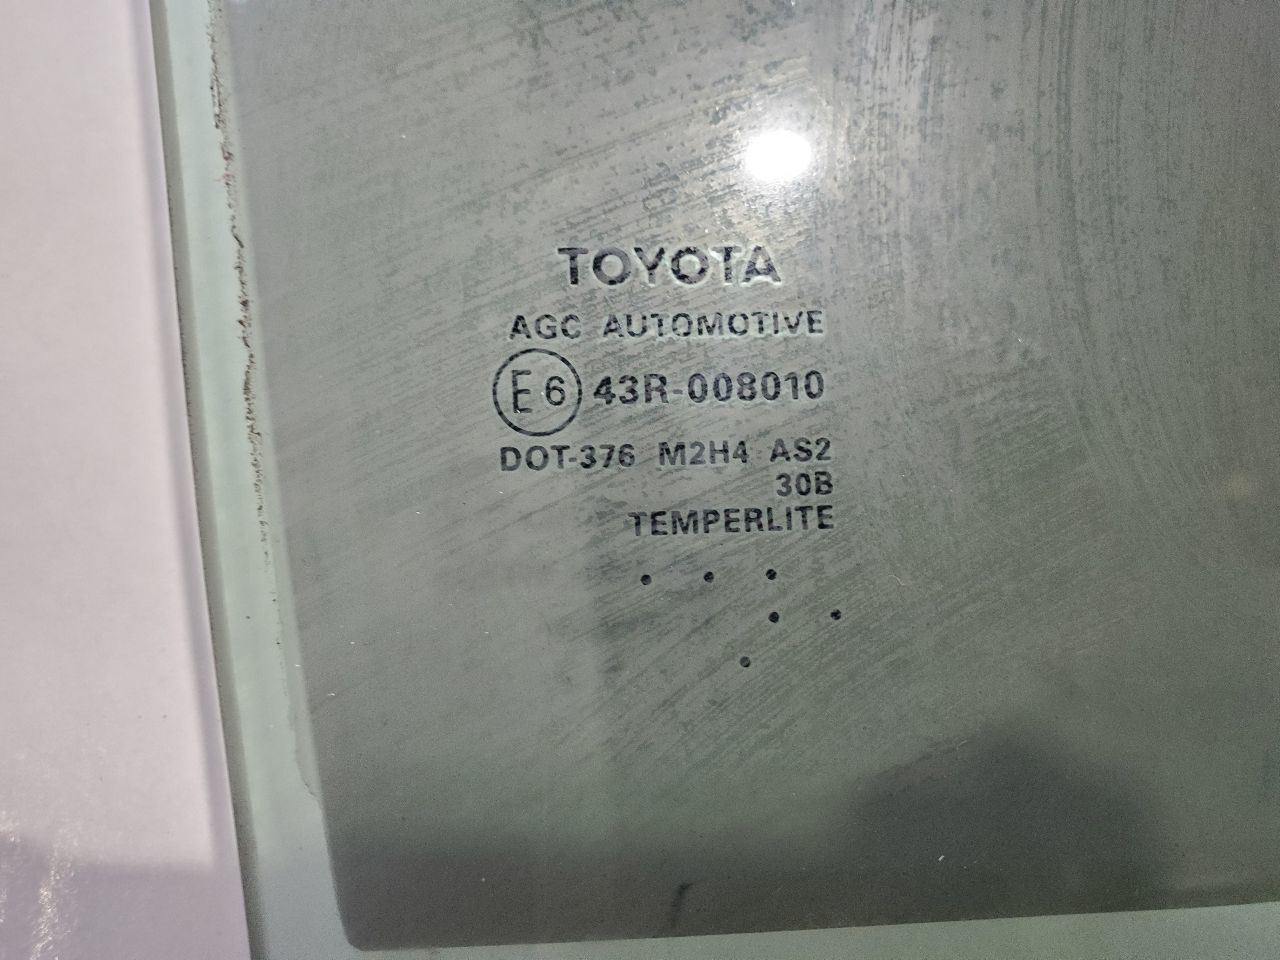 TOYOTA
AGC AUTOMOTIVE
E6 43R-008010
DOT-376 M2H4 AS2
30B
TEMPERLITE